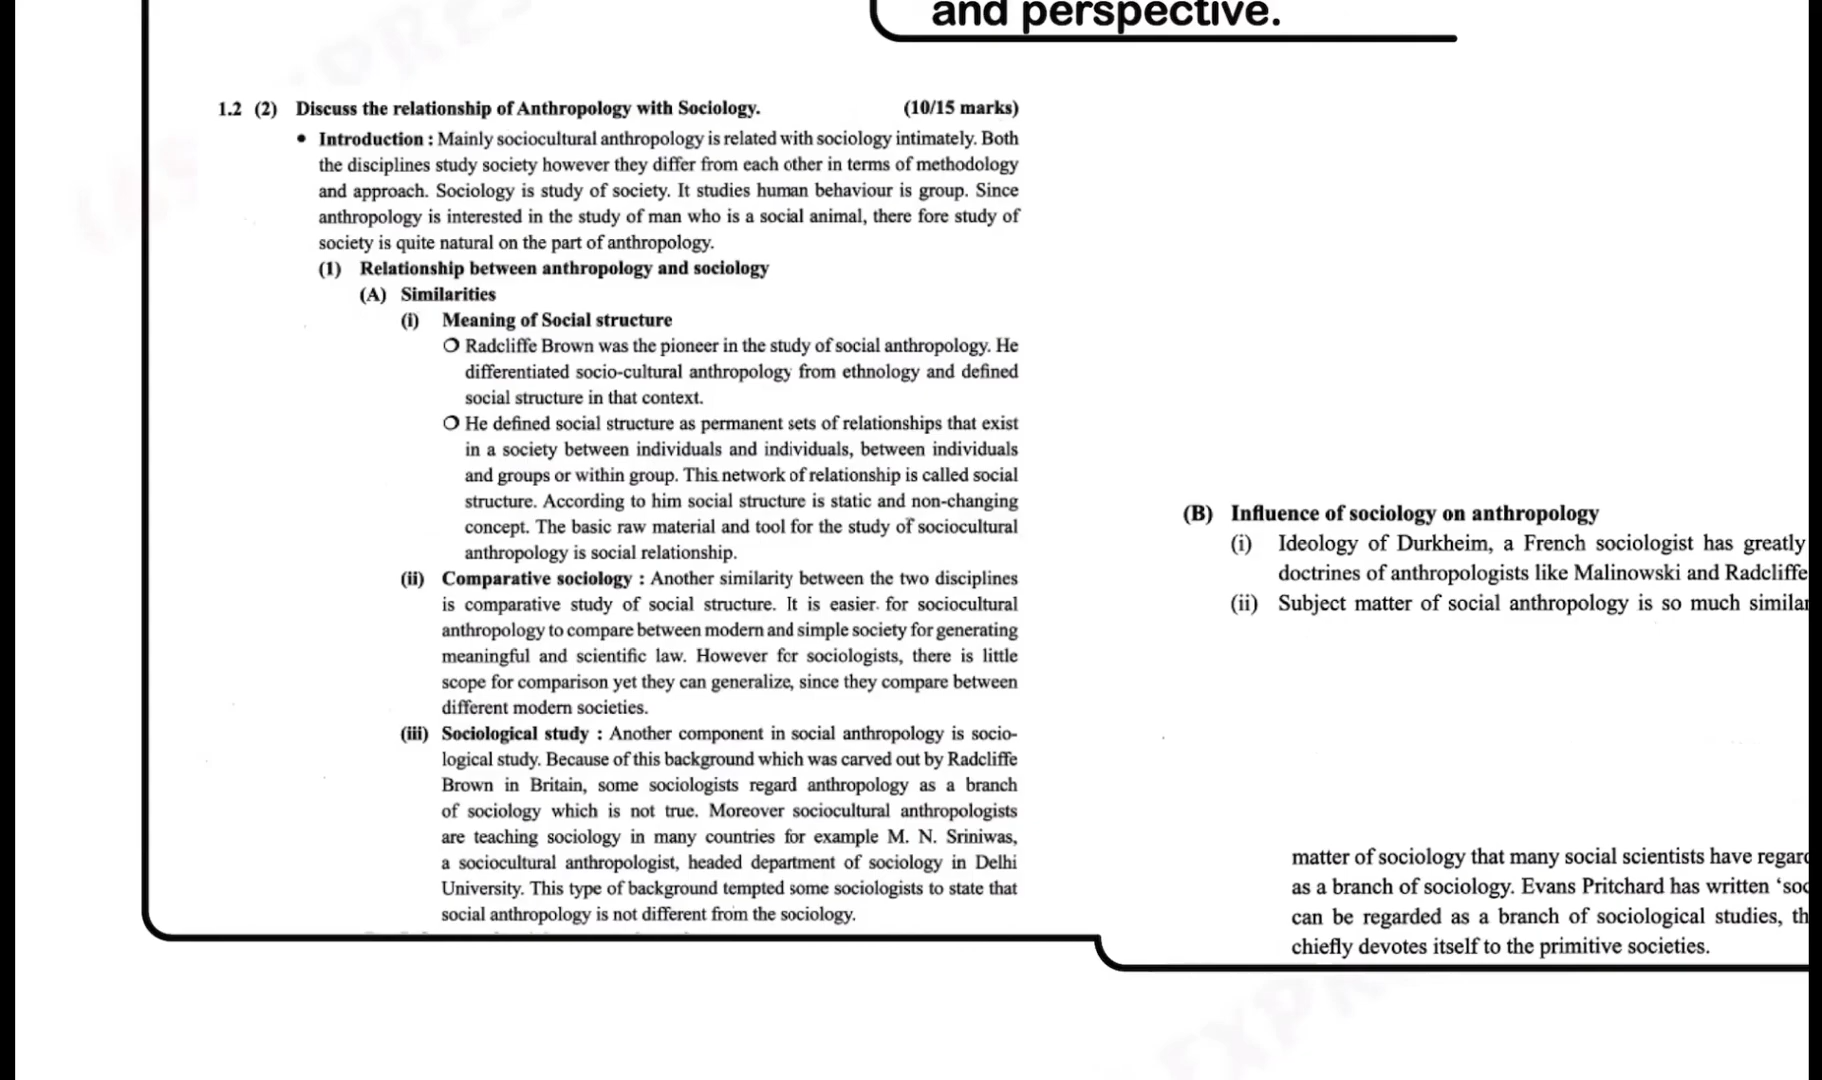 and perspective.
1.2 (2) Discuss the relationship of Anthropology with Sociology. (10/15 marks)
• Introduction : Mainly sociocultural anthropology is related with sociology intimately. Both
the disciplines study society however they differ from each other in terms of methodology
and approach. Sociology is study of society. It studies human behaviour is group. Since
anthropology is interested in the study of man who is a social animal, there fore study of
society is quite natural on the part of anthropology.
(1) Relationship between anthropology and sociology
(A) Similarities
(i) Meaning of Social structure
O Radcliffe Brown was the pioneer in the study of social anthropology. He
differentiated socio-cultural anthropology from ethnology and defined
social structure in that context.
O He defined social structure as permanent sets of relationships that exist
in a society between individuals and individuals, between individuals
and groups or within group. This network of relationship is called social
structure. According to him social structure is static and non-changing
concept. The basic raw material and tool for the study of sociocultural
anthropology is social relationship.
(ii) Comparative sociology : Another similarity between the two disciplines
is comparative study of social structure. It is easier for sociocultural
anthropology to compare between modern and simple society for generating
meaningful and scientific law. However for sociologists, there is little
scope for comparison yet they can generalize, since they compare between
different modern societies.
(iii) Sociological study : Another component in social anthropology is socio-
logical study. Because of this background which was carved out by Radcliffe
Brown in Britain, some sociologists regard anthropology as a branch
of sociology which is not true. Moreover sociocultural anthropologists
are teaching sociology in many countries for example M. N. Sriniwas,
a sociocultural anthropologist, headed department of sociology in Delhi
University. This type of background tempted some sociologists to state that
social anthropology is not different from the sociology.
(B) Influence of sociology on anthropology
(i) Ideology of Durkheim, a French sociologist has greatly
doctrines of anthropologists like Malinowski and Radcliffe
(ii) Subject matter of social anthropology is so much similar
matter of sociology that many social scientists have
as a branch of sociology. Evans Pritchard has written
can be regarded as a branch of sociological studies,
chiefly devotes itself to the primitive societies.